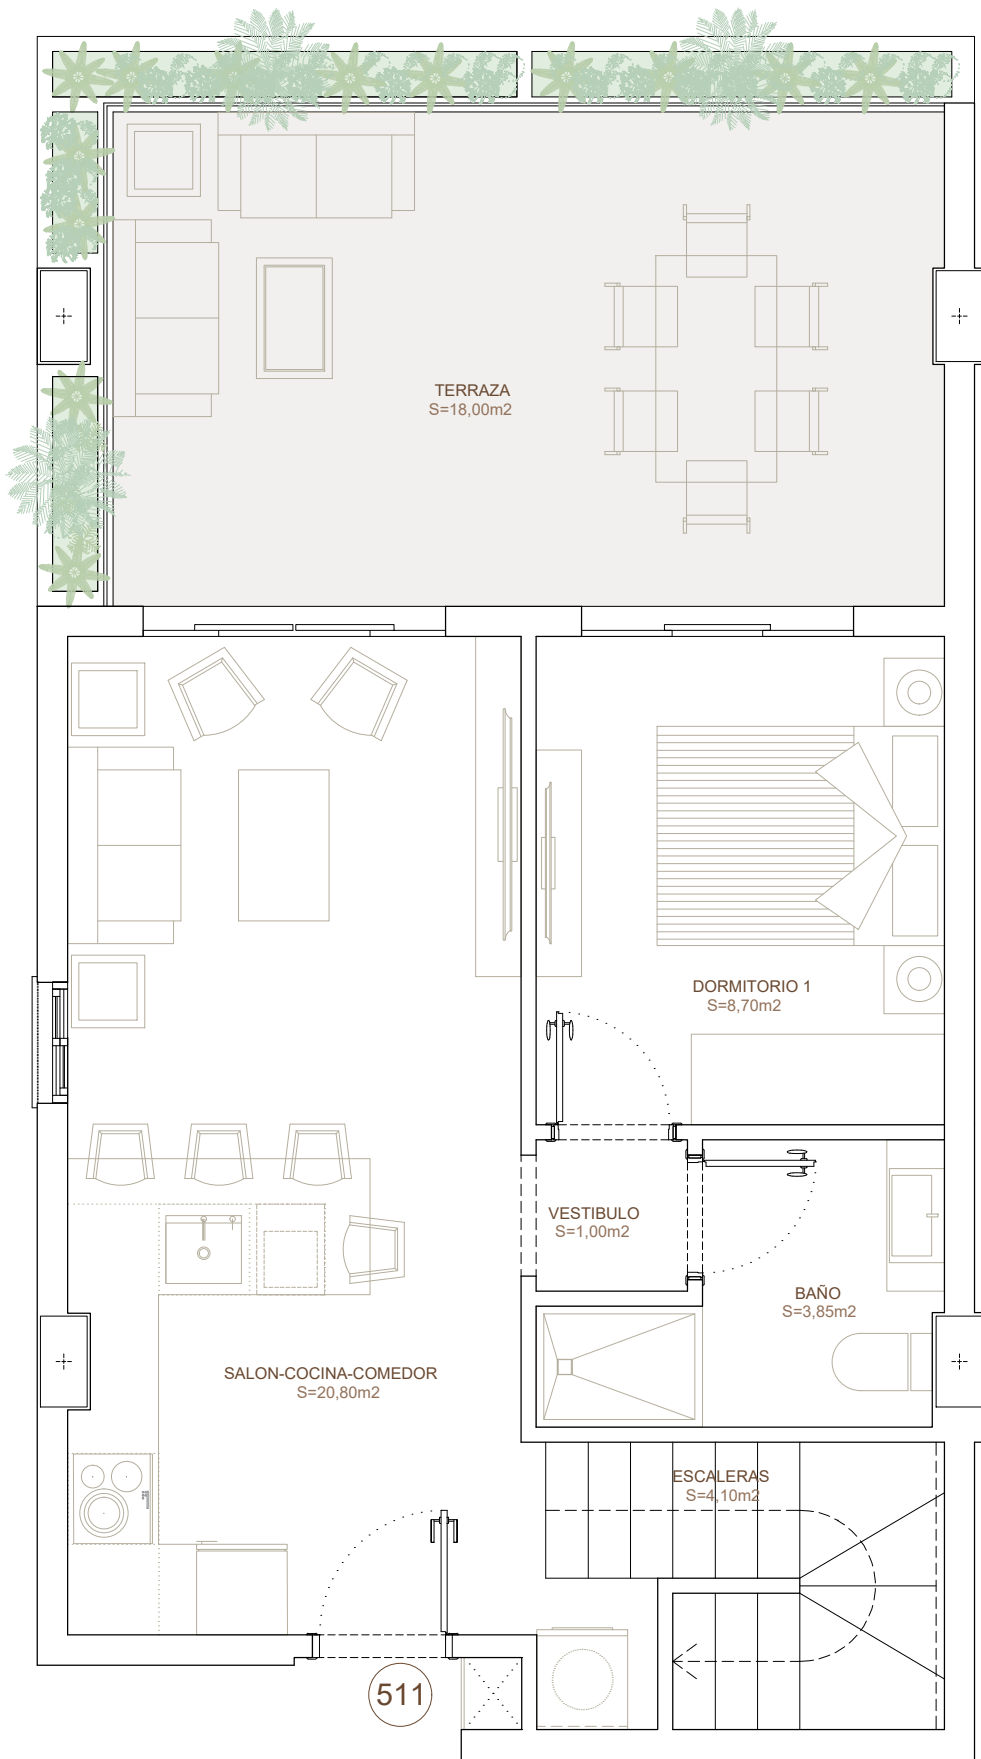 TERRAZA
S=18,00m2
DORMITORIO 1
S=8,70m2
VESTIBULO
S=1,00m2
BAÑO
S=3,85m2
SALON-COCINA-COMEDOR
S=20,80m2
ESCALERAS
S=4,10m2
511